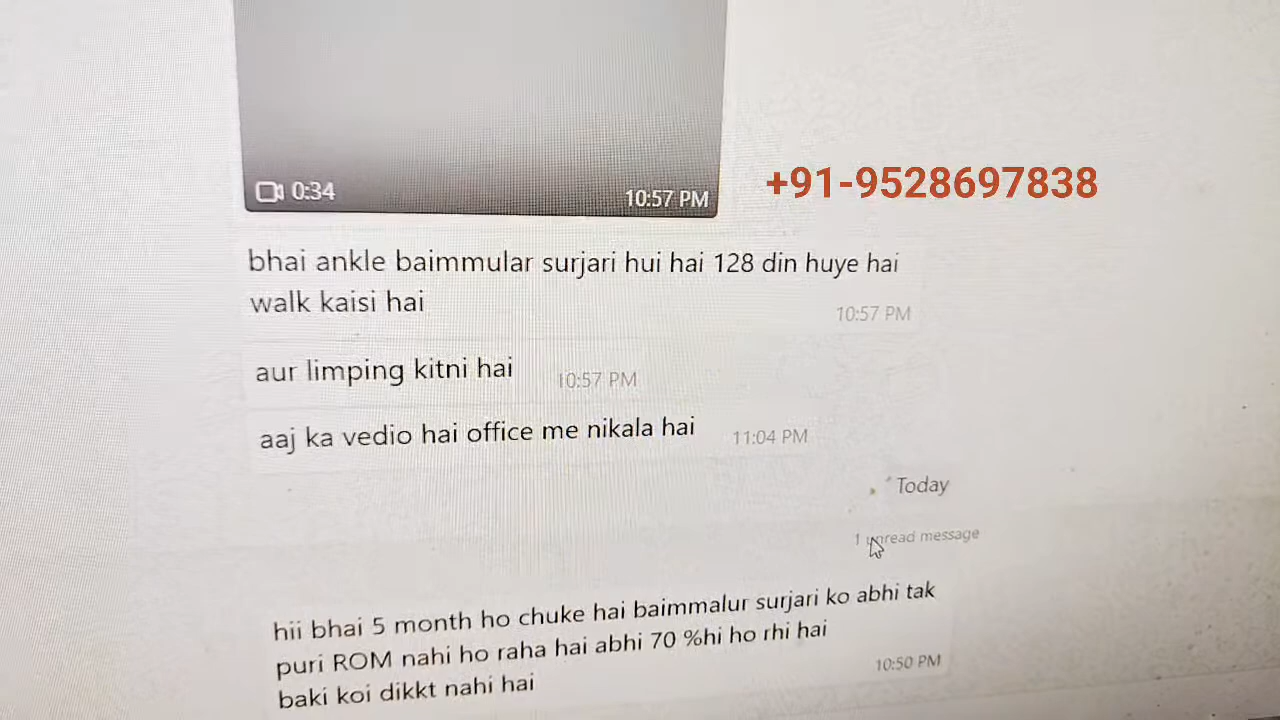 0:34
10:57 PM
+91-9528697838
bhai ankle baimmular surjari hui hai 128 din huye hai
walk kaisi hai
10:57 PM
aur limping kitni hai
10:57 PM
aaj ka vedio hai office me nikala hai
11:04 PM
Today
1 unread message
hii bhai 5 month ho chuke hai baimmalur surjari ko abhi tak
puri ROM nahi ho raha hai abhi 70 %hi ho rhi hai
baki koi dikkt nahi hai
10:50 PM